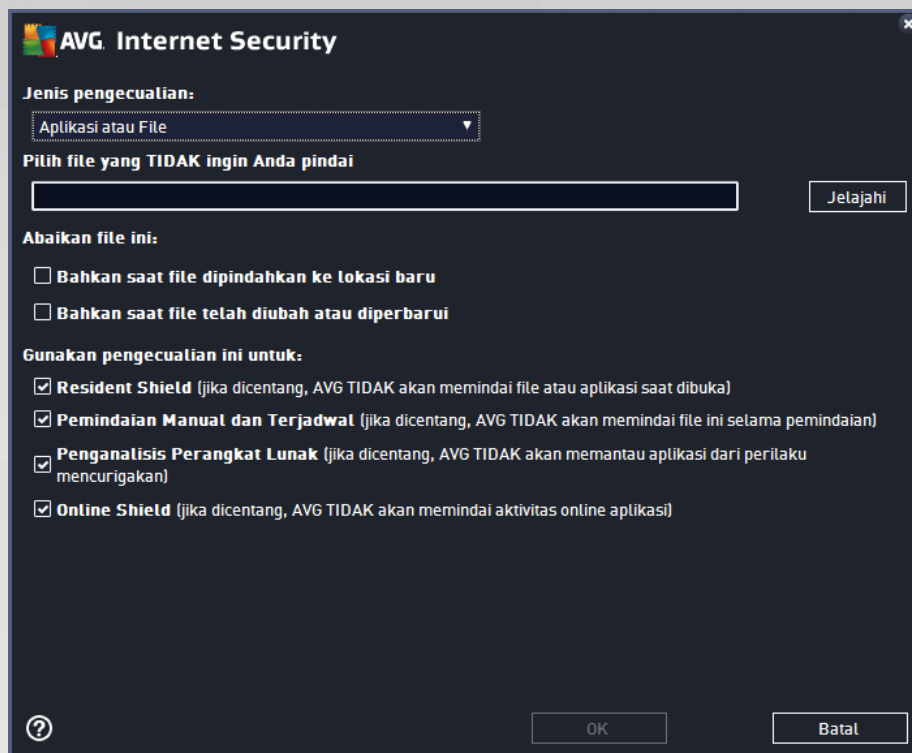 AVG Internet Security
Jenis pengecualian:
Aplikasi atau File
Pilih file yang TIDAK ingin Anda pindai
Jelajahi
Abaikan file ini:
Bahkan saat file dipindahkan ke lokasi baru
Bahkan saat file telah diubah atau diperbarui
Gunakan pengecualian ini untuk:
Resident Shield (jika dicentang, AVG TIDAK akan memindai file atau aplikasi saat dibuka)
Pemindaian Manual dan Terjadwal (jika dicentang, AVG TIDAK akan memindai file ini selama pemindaian)
Penganalisis Perangkat Lunak (jika dicentang, AVG TIDAK akan memantau aplikasi dari perilaku
mencurigakan)
Online Shield (jika dicentang, AVG TIDAK akan memindai aktivitas online aplikasi)
?
OK
Batal